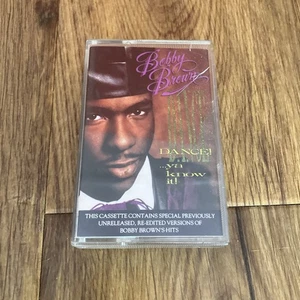 Bobby
Brown
DANCE!
...ya
know
it!
THIS CASSETTE CONTAINS SPECIAL PREVIOUSLY
UNRELEASED, RE-EDITED VERSIONS OF
BOBBY BROWN'S HITS